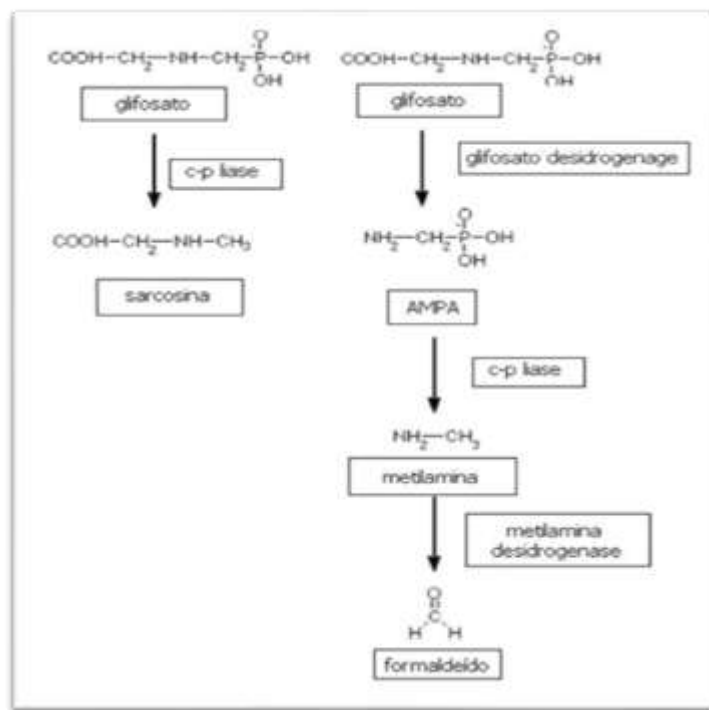 COOH-CH2-NH-CH2-P-OH
O
OH
glifosato
c-p liase
COOH-CH2-NH-CH3
sarcosina
COOH-CH2-NH-CH2-P-OH
O
OH
glifosato
glifosato desidrogenage
NH2-CH2-P-OH
O
OH
AMPA
c-p liase
NH2-CH3
metilamina
metilamina
desidrogenase
O
C
H H
formaldeído